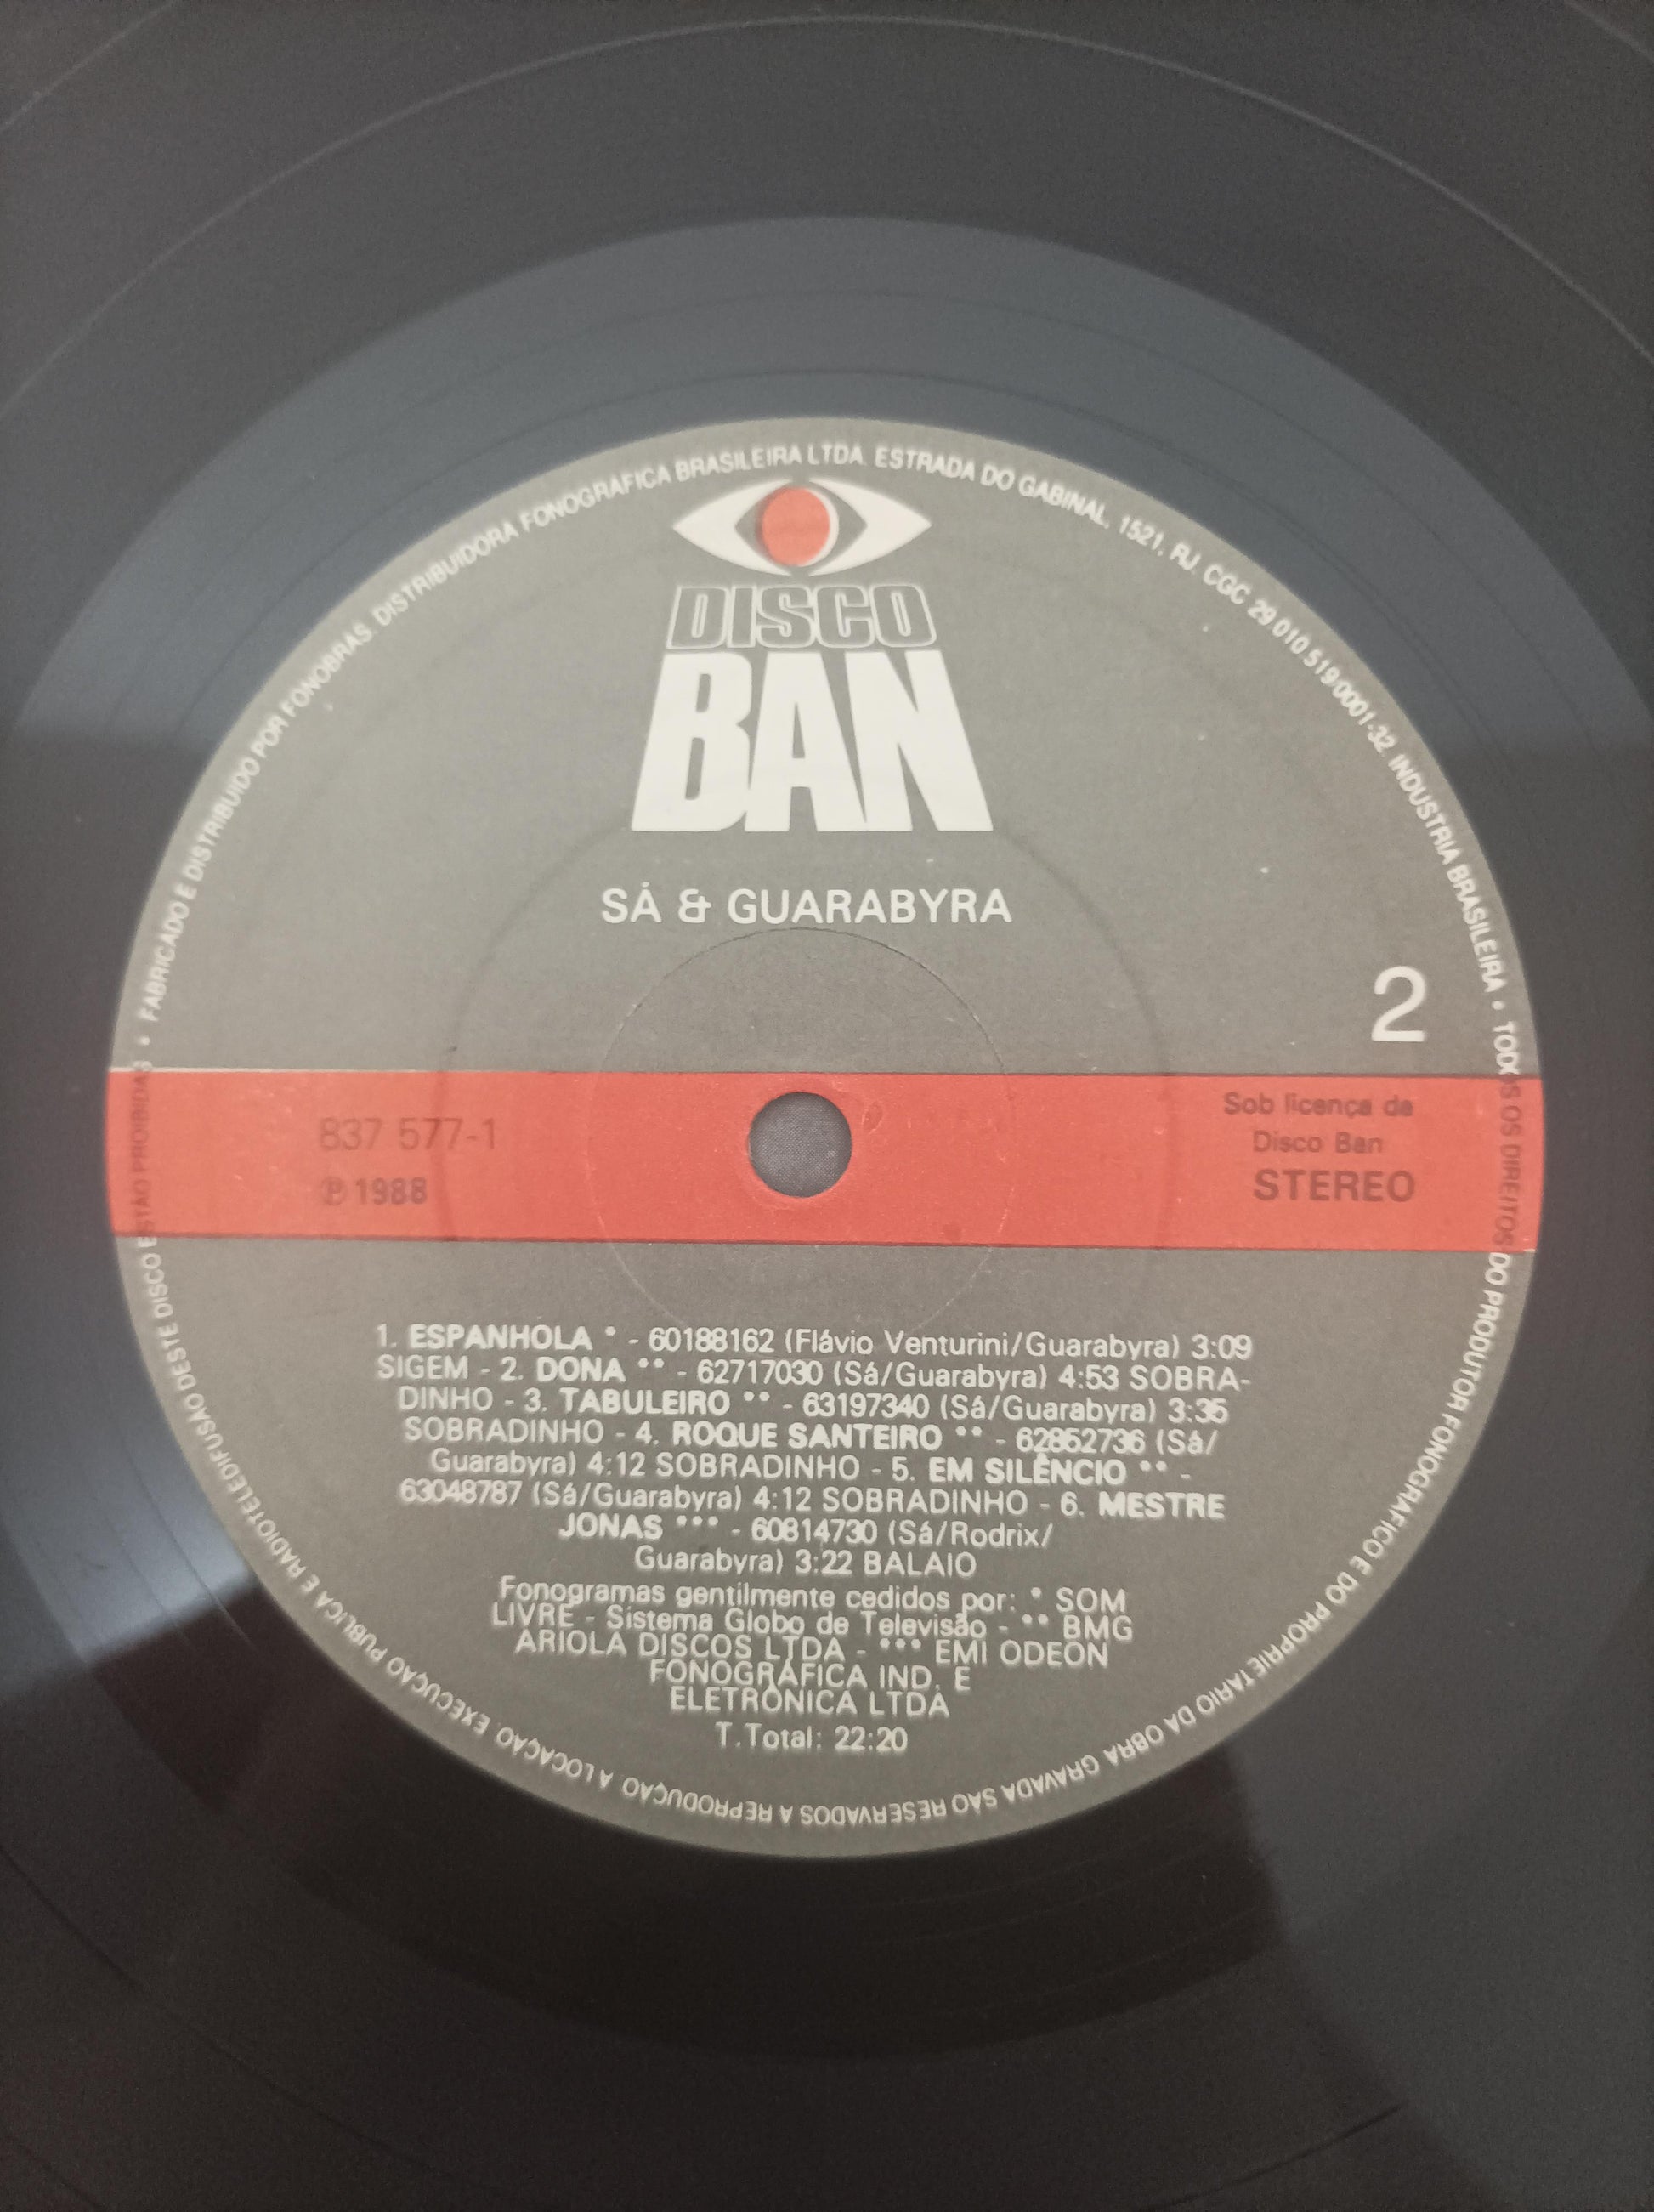 FABRICADO E DISTRIBUIDO POR FONOBRAS. DISTRIBUIDORA FONOGRAFICA BRASILEIRA LTDA. ESTRADA DO GABINAL, 1521, RJ. CGC 29 010 519/0001-32. INDUSTRIA BRASILEIRA • TODOS OS DIREITOS DO PRODUTOR FONOGRAFICO E DO PROPRIETARIO DA OBRA GRAVADA SÃO RESERVADOS A REPRODUÇÃO A LOCAÇÃO. EXECUÇÃO PUBLICA E RADIOTELEDIFUSÃO DESTE DISCO ESTÃO PROIBIDAS •
DISCO
BAN
SÁ & GUARABYRA
2
837 577-1
℗ 1988
Sob licença da
Disco Ban
STEREO
1. ESPANHOLA * - 60188162 (Flávio Venturini/Guarabyra) 3:09
SIGEM - 2. DONA ** - 62717030 (Sá/Guarabyra) 4:53 SOBRA-
DINHO - 3. TABULEIRO ** - 63197340 (Sá/Guarabyra) 3:35
SOBRADINHO - 4. ROQUE SANTEIRO ** - 62852736 (Sá/
Guarabyra) 4:12 SOBRADINHO - 5. EM SILÊNCIO ** -
63048787 (Sá/Guarabyra) 4:12 SOBRADINHO - 6. MESTRE
JONAS *** - 60814730 (Sá/Rodrix/
Guarabyra) 3:22 BALAIO
Fonogramas gentilmente cedidos por: * SOM
LIVRE - Sistema Globo de Televisão - ** BMG
ARIOLA DISCOS LTDA - *** EMI ODEON
FONOGRÁFICA IND. E
ELETRÔNICA LTDA
T.Total: 22:20